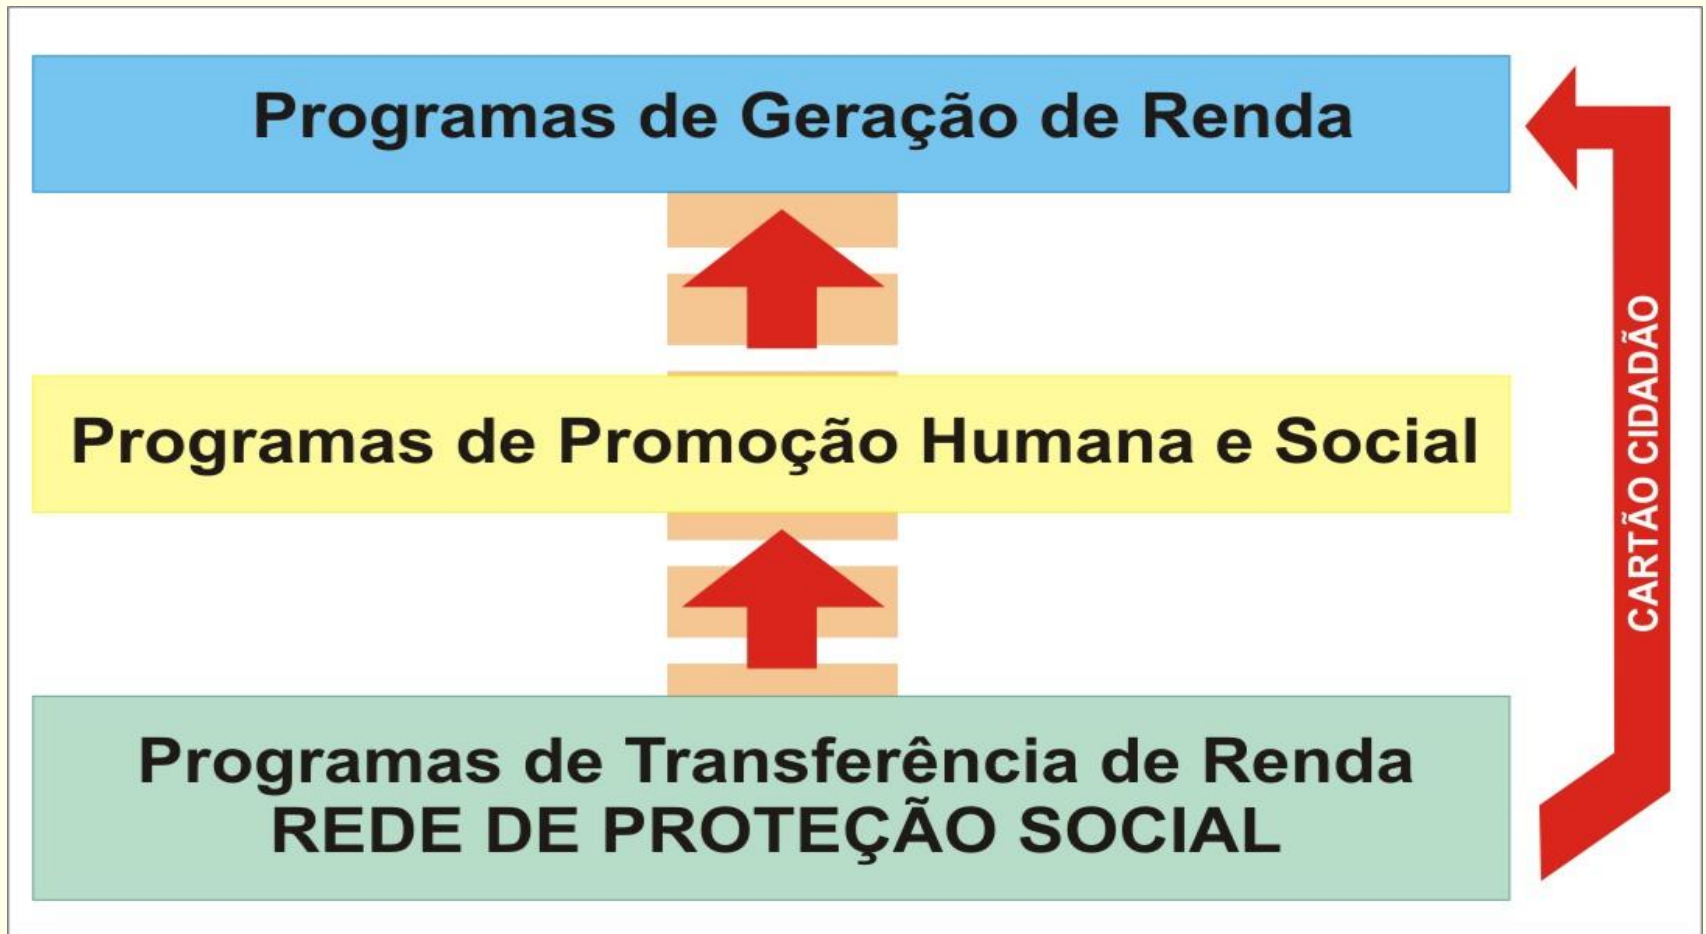 Programas de Geração de Renda
Programas de Promoção Humana e Social
Programas de Transferência de Renda
REDE DE PROTEÇÃO SOCIAL
CARTÃO CIDADÃO